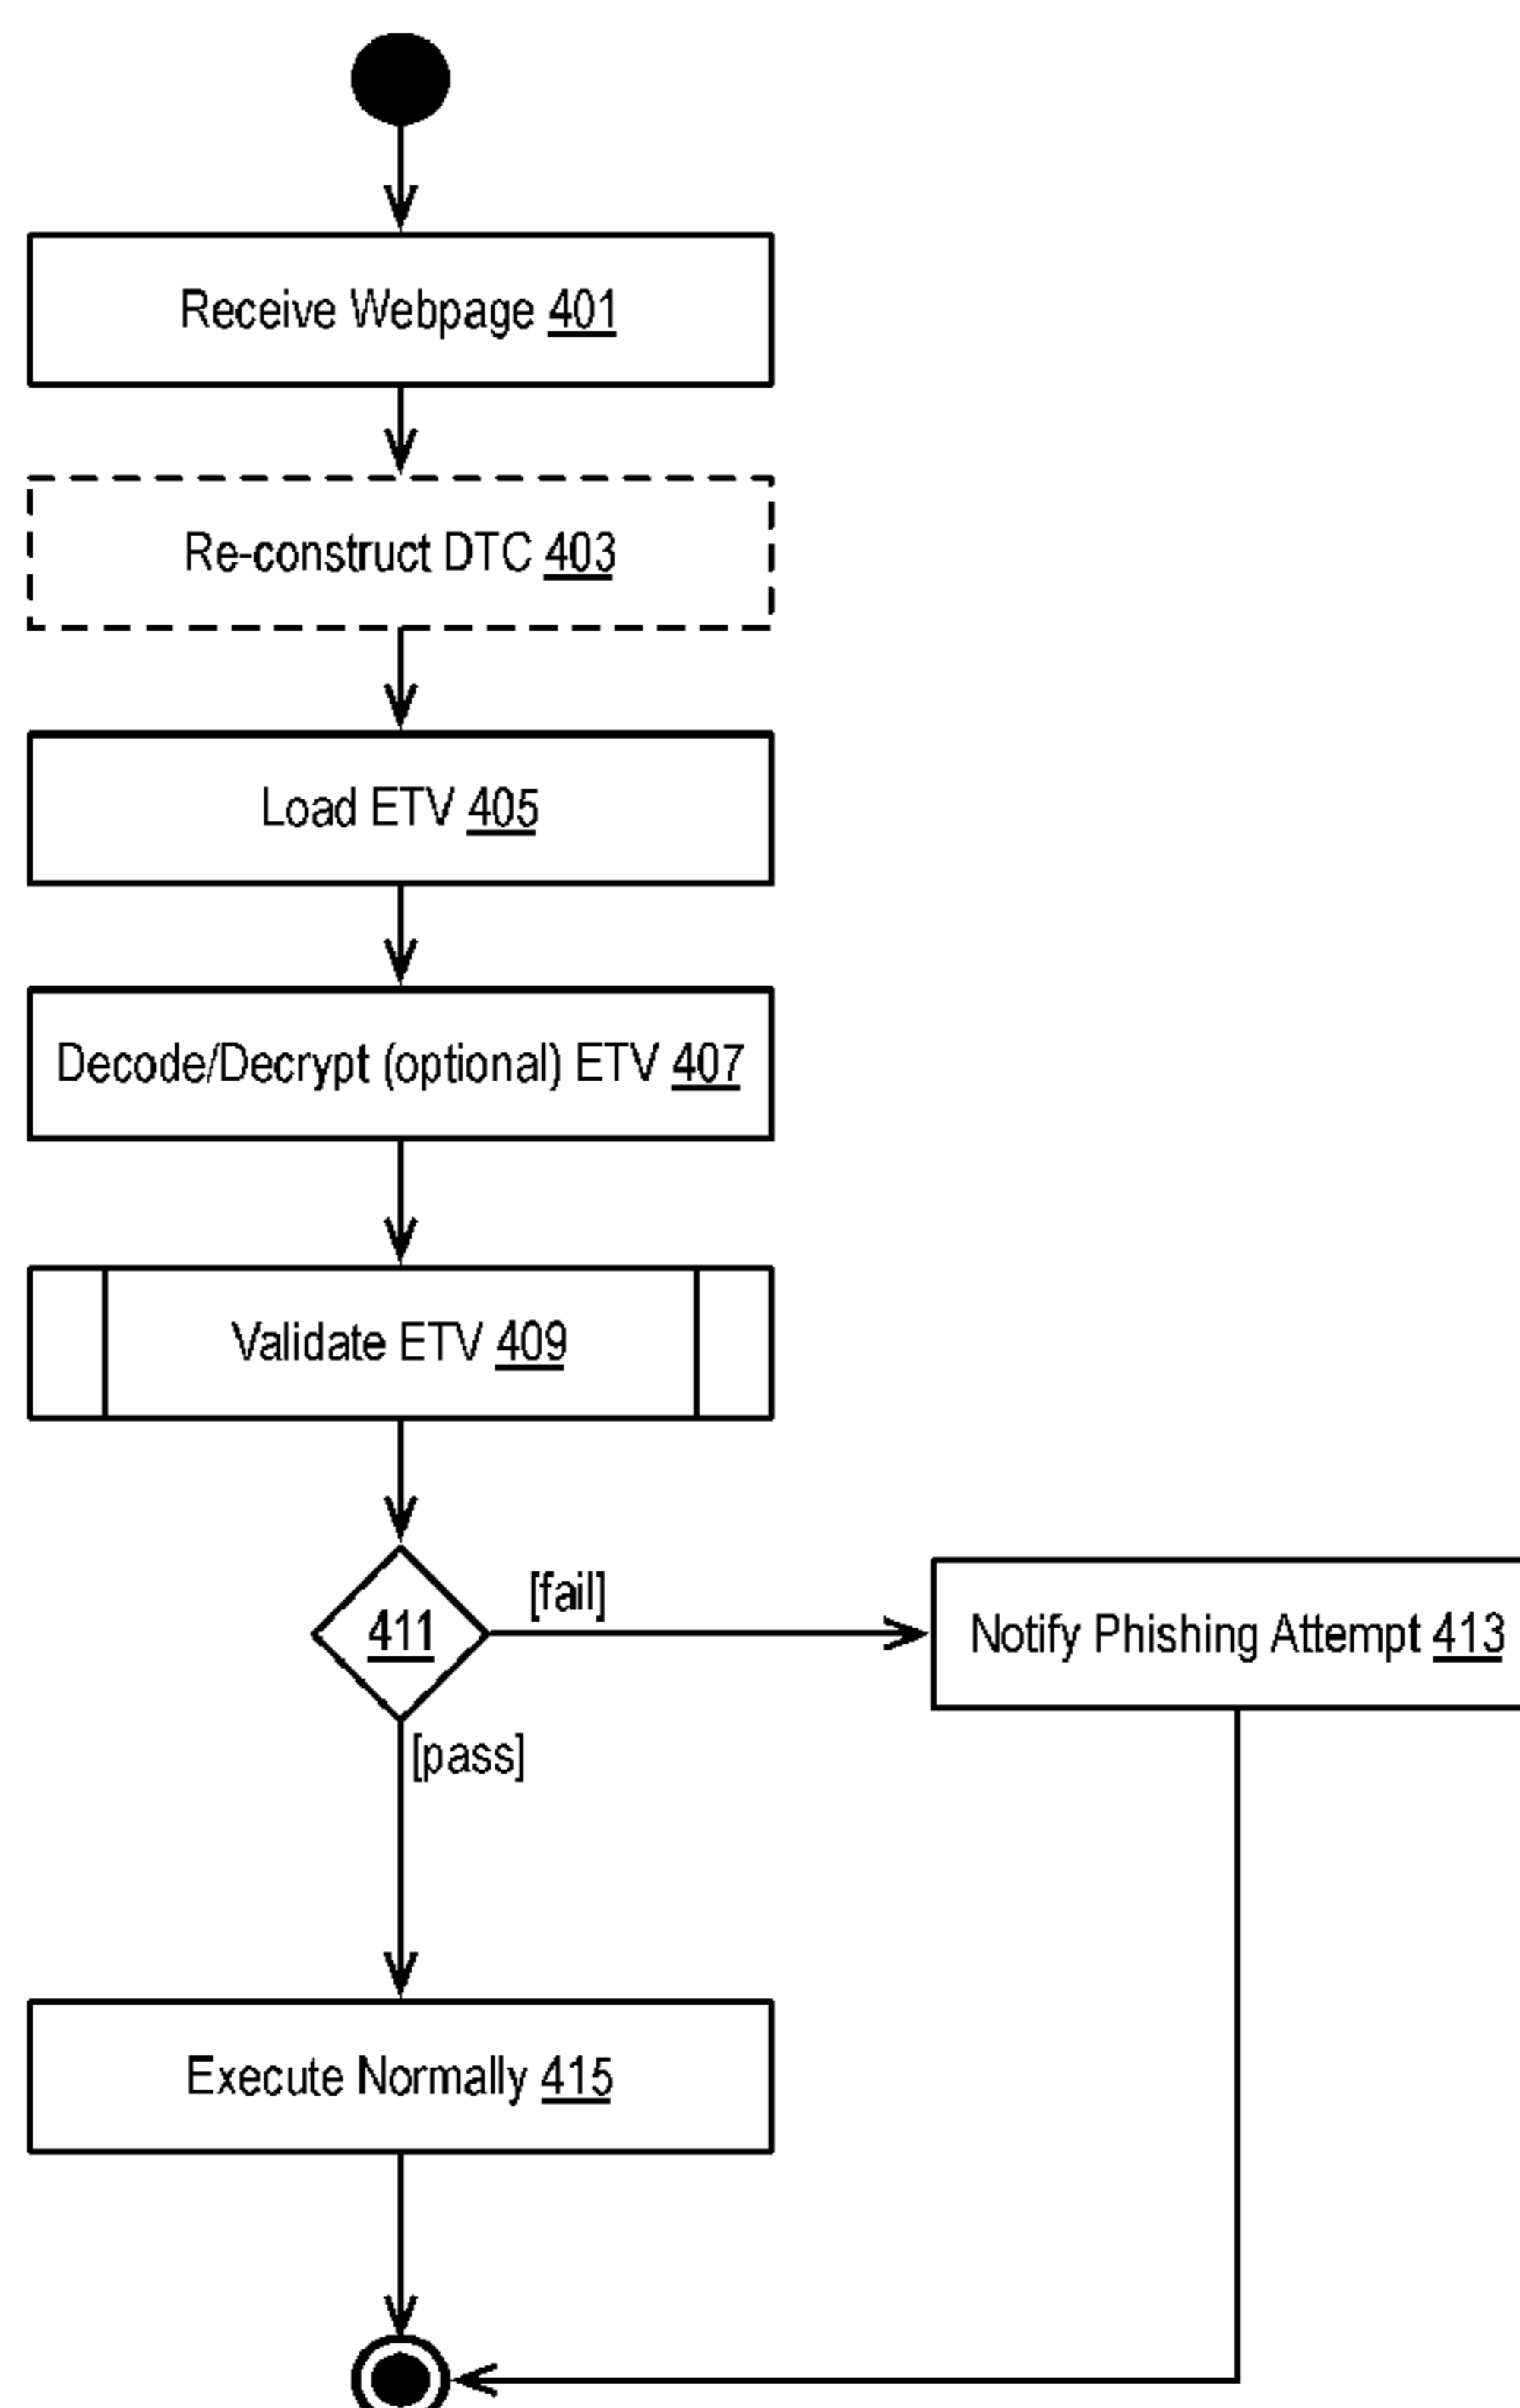 Receive Webpage 401
Re-construct DTC 403
Load ETV 405
Decode/Decrypt (optional) ETV 407
Validate ETV 409
411
[fail]
Notify Phishing Attempt 413
[pass]
Execute Normally 415